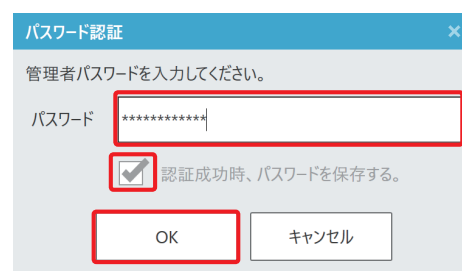 パスワード認証
管理者パスワードを入力してください。
パスワード ************
認証成功時、パスワードを保存する。
OK キャンセル